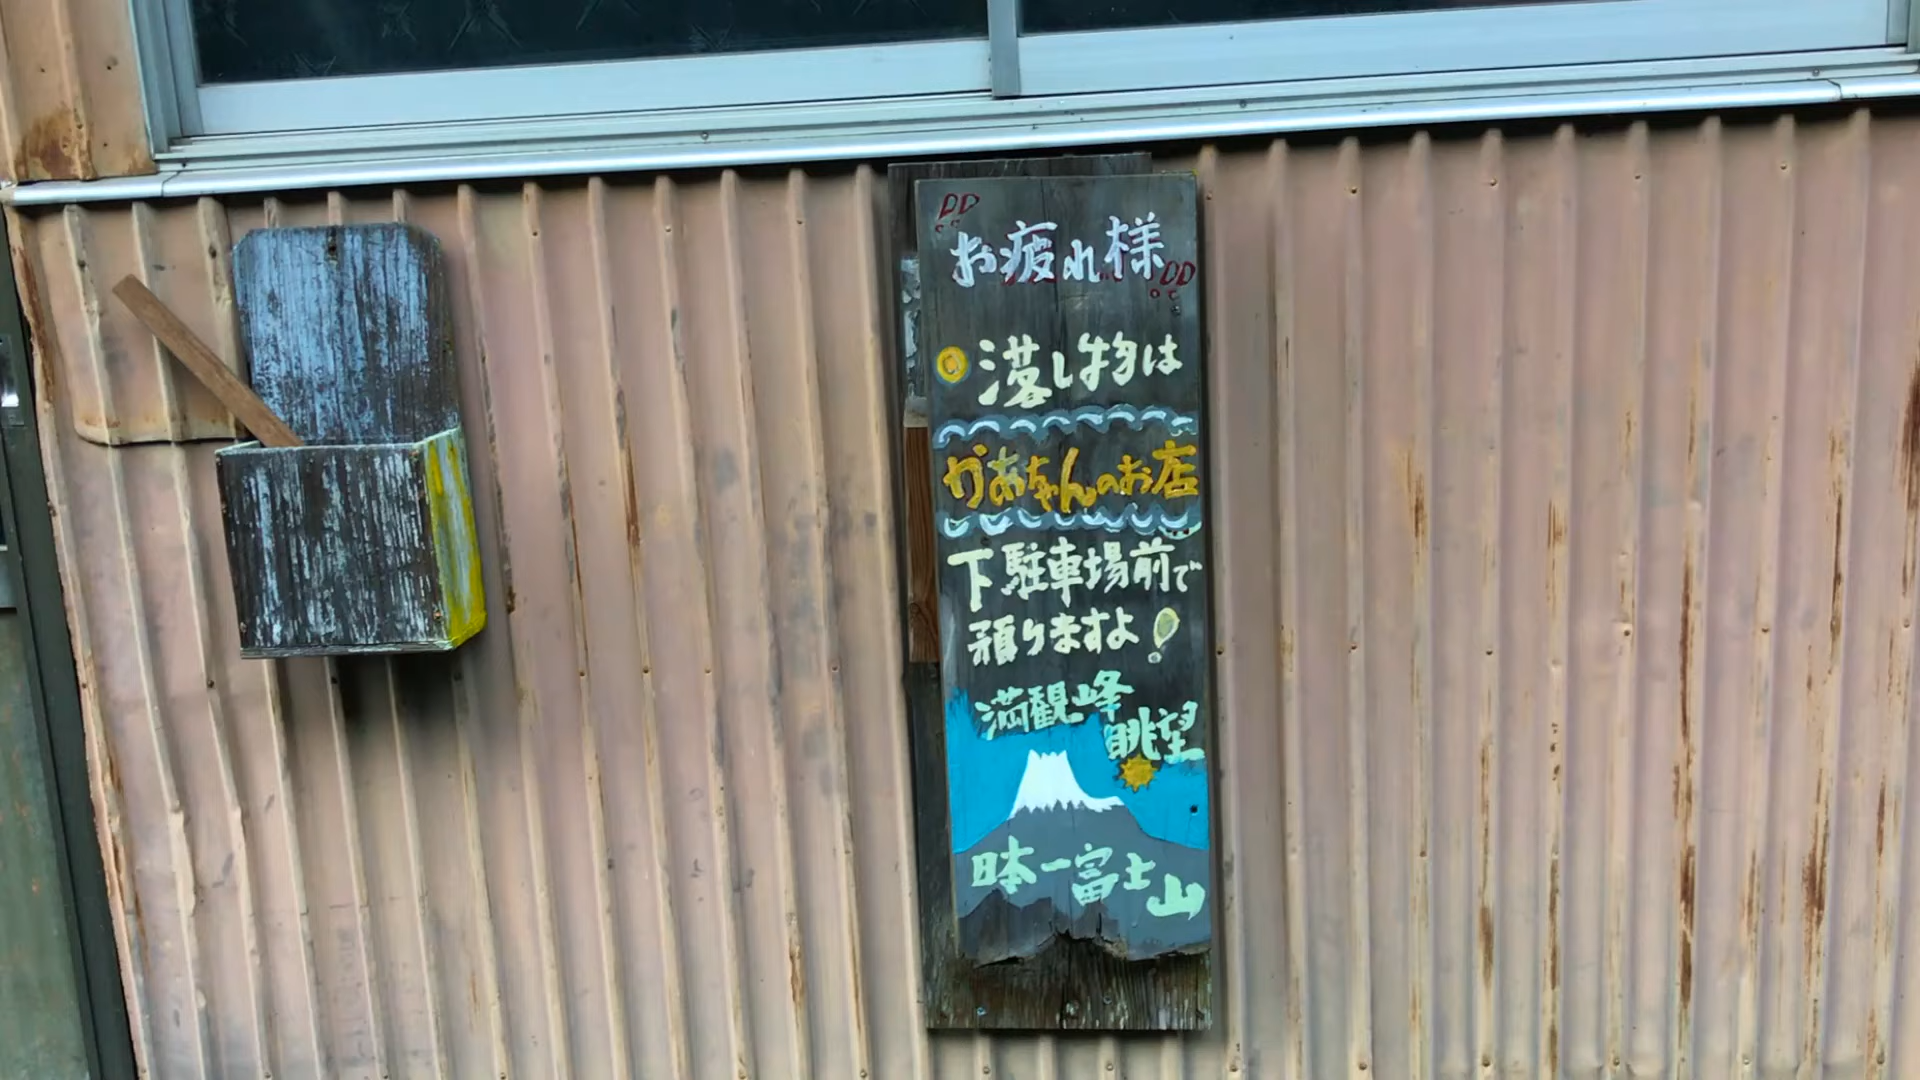 お疲れ様
落し物は
かあちゃんのお店
下駐車場前で
預りますよ!
満観峰
眺望
日本一富士山